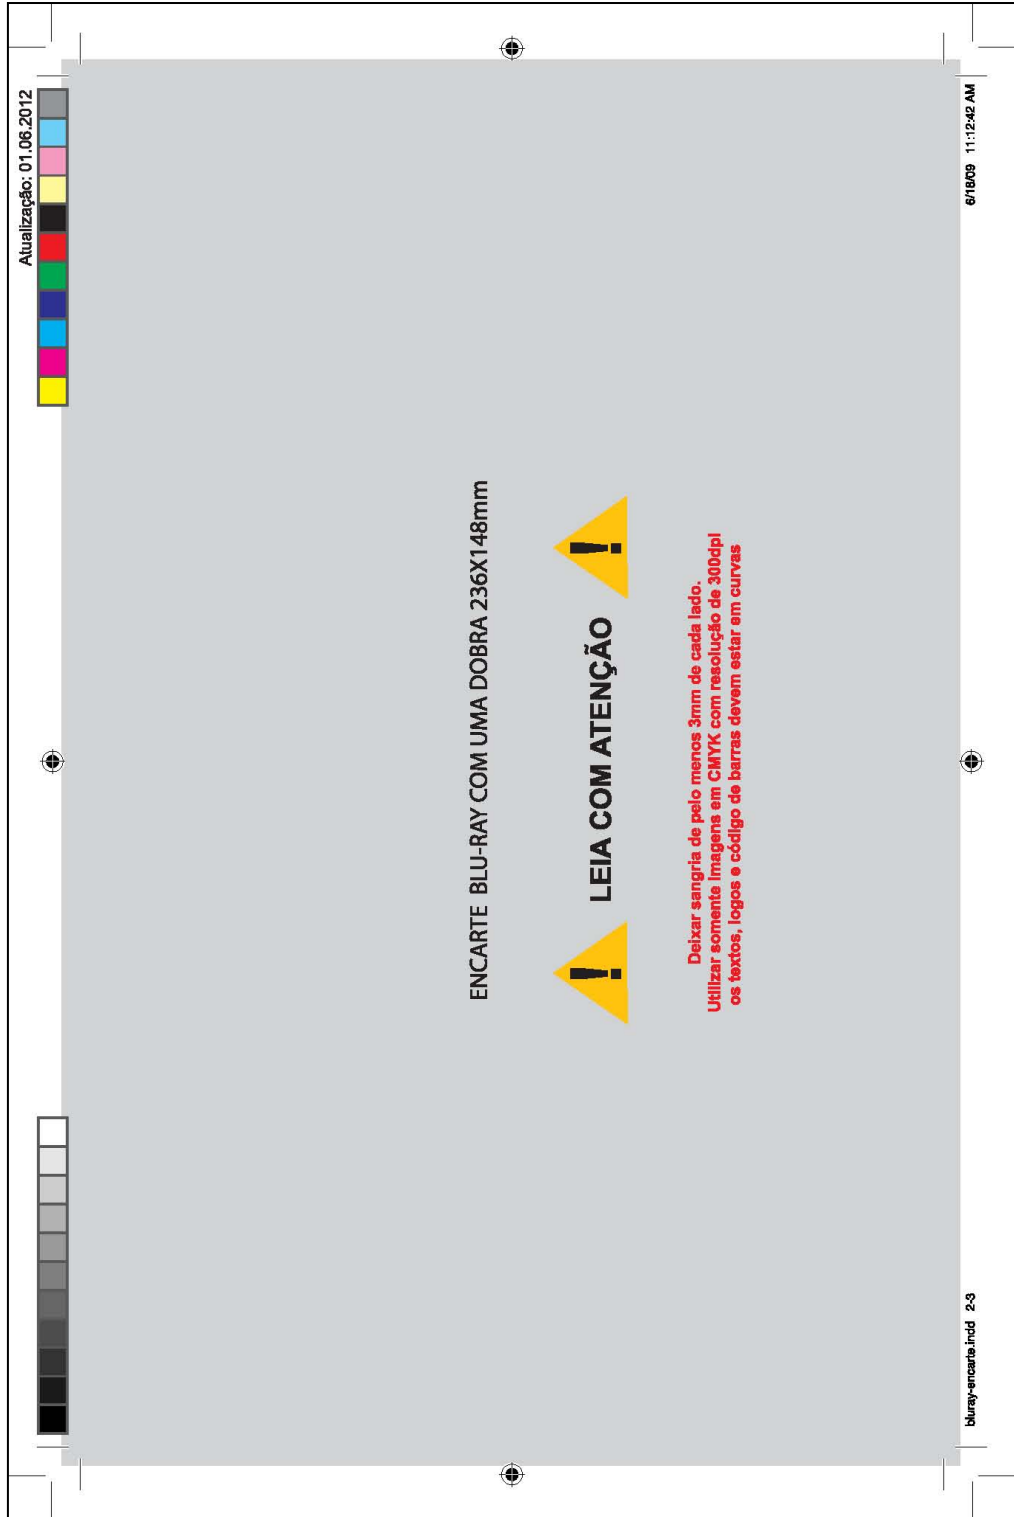 Atualização: 01.06.2012
ENCARTE BLU-RAY COM UMA DOBRA 236X148mm
! LEIA COM ATENÇÃO !
Deixar sangria de pelo menos 3mm de cada lado.
Utilizar somente imagens em CMYK com resolução de 300dpi
os textos, logos e código de barras devem estar em curvas
bluray-encarte.indd 2-3
6/18/09 11:12:42 AM